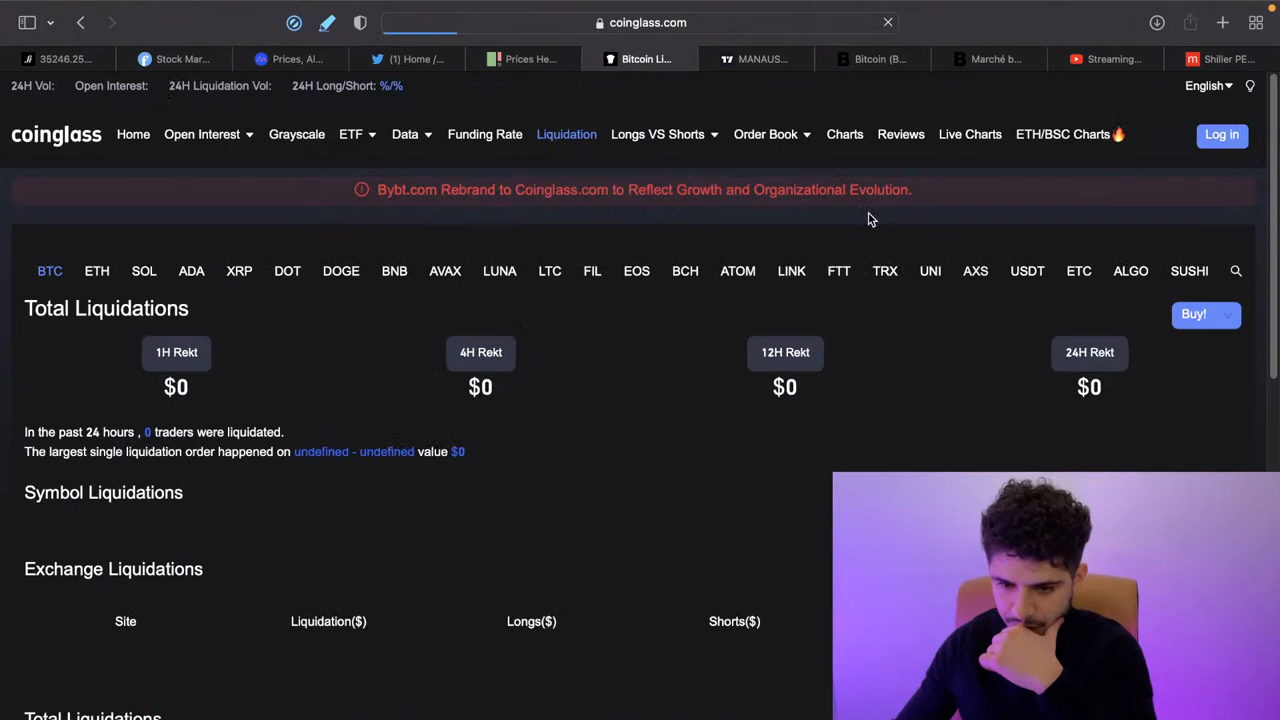 coinglass.com
35246.25...
Stock Mar...
Prices, Al...
(1) Home /...
Prices He...
Bitcoin Li...
MANAUS...
Bitcoin (B...
Marché b...
Streaming...
Shiller PE...
24H Vol: Open Interest: 24H Liquidation Vol: 24H Long/Short: %/% English
coinglass Home Open Interest Grayscale ETF Data Funding Rate Liquidation Longs VS Shorts Order Book Charts Reviews Live Charts ETH/BSC Charts🔥 Log in
Bybt.com Rebrand to Coinglass.com to Reflect Growth and Organizational Evolution.
BTC ETH SOL ADA XRP DOT DOGE BNB AVAX LUNA LTC FIL EOS BCH ATOM LINK FTT TRX UNI AXS USDT ETC ALGO SUSHI
Total Liquidations
Buy!
1H Rekt 4H Rekt 12H Rekt 24H Rekt
$0 $0 $0 $0
In the past 24 hours , 0 traders were liquidated.
The largest single liquidation order happened on undefined - undefined value $0
Symbol Liquidations
Exchange Liquidations
Site Liquidation($) Longs($) Shorts($)
Total Liquidations